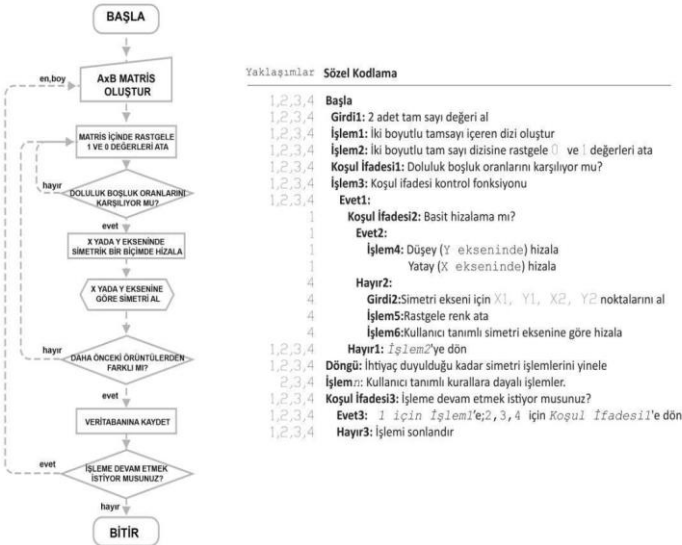 BAŞLA
en,boy
AxB MATRİS
OLUŞTUR
MATRİS İÇİNDE RASTGELE
1 VE 0 DEĞERLERİ ATA
hayır
DOLULUK BOŞLUK ORANLARINI
KARŞILIYOR MU?
evet
X YADA Y EKSENİNDE
SİMETRİK BİR BİÇİMDE HİZALA
X YADA Y EKSENİNE
GÖRE SİMETRİ AL
hayır
DAHA ÖNCEKİ ÖRÜNTÜLERDEN
FARKLI MI?
evet
VERİTABANINA KAYDET
evet
İŞLEME DEVAM ETMEK
İSTİYOR MUSUNUZ?
hayır
BİTİR
Yaklaşımlar Sözel Kodlama
1,2,3,4 Başla
1,2,3,4 Girdi1: 2 adet tam sayı değeri al
1,2,3,4 İşlem1: İki boyutlu tamsayı içeren dizi oluştur
1,2,3,4 İşlem2: İki boyutlu tam sayı dizisine rastgele 0 ve 1 değerleri ata
1,2,3,4 Koşul İfadesi1: Doluluk boşluk oranlarını karşılıyor mu?
1,2,3,4 İşlem3: Koşul ifadesi kontrol fonksiyonu
1,2,3,4 Evet1:
1 Koşul İfadesi2: Basit hizalama mı?
1 Evet2:
1 İşlem4: Düşey (Y ekseninde) hizala
1 Yatay (X ekseninde) hizala
4 Hayır2:
4 Girdi2:Simetri ekseni için X1, Y1, X2, Y2 noktalarını al
4 İşlem5:Rastgele renk ata
4 İşlem6:Kullanıcı tanımlı simetri eksenine göre hizala
1,2,3,4 Hayır1: İşlem2'ye dön
1,2,3,4 Döngü: İhtiyaç duyulduğu kadar simetri işlemlerini yinele
2,3,4 İşlemn: Kullanıcı tanımlı kurallara dayalı işlemler.
1,2,3,4 Koşul İfadesi3: İşleme devam etmek istiyor musunuz?
1,2,3,4 Evet3: 1 için İşlem1'e;2,3,4 için Koşul İfadesi1'e dön
1,2,3,4 Hayır3: İşlemi sonlandır